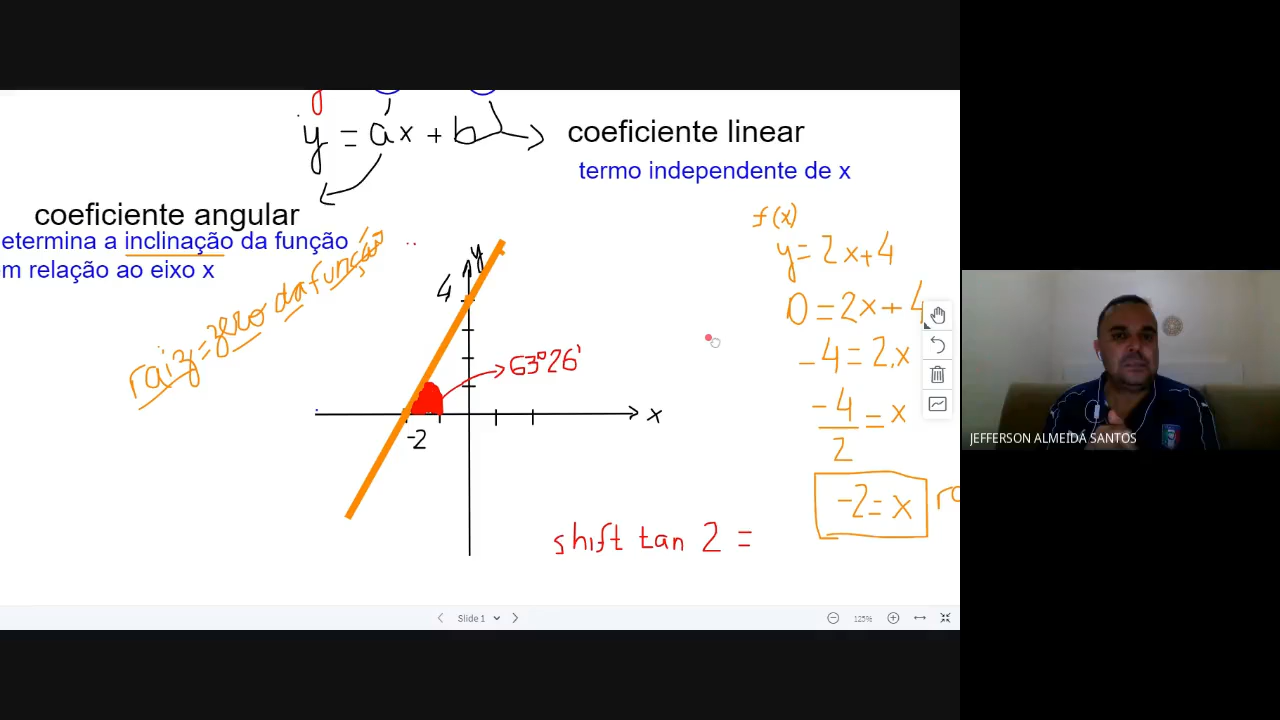 y = ax + b
coeficiente linear
termo independente de x
coeficiente angular
etermina a inclinação da função
m relação ao eixo x
raiz = zero da função
f(x)
y = 2x+4
0 = 2x + 4
-4 = 2x
-4/2 = x
-2 = x
y
4
63°26'
x
-2
shift tan 2 =
JEFFERSON ALMEIDA SANTOS
Slide 1
125%